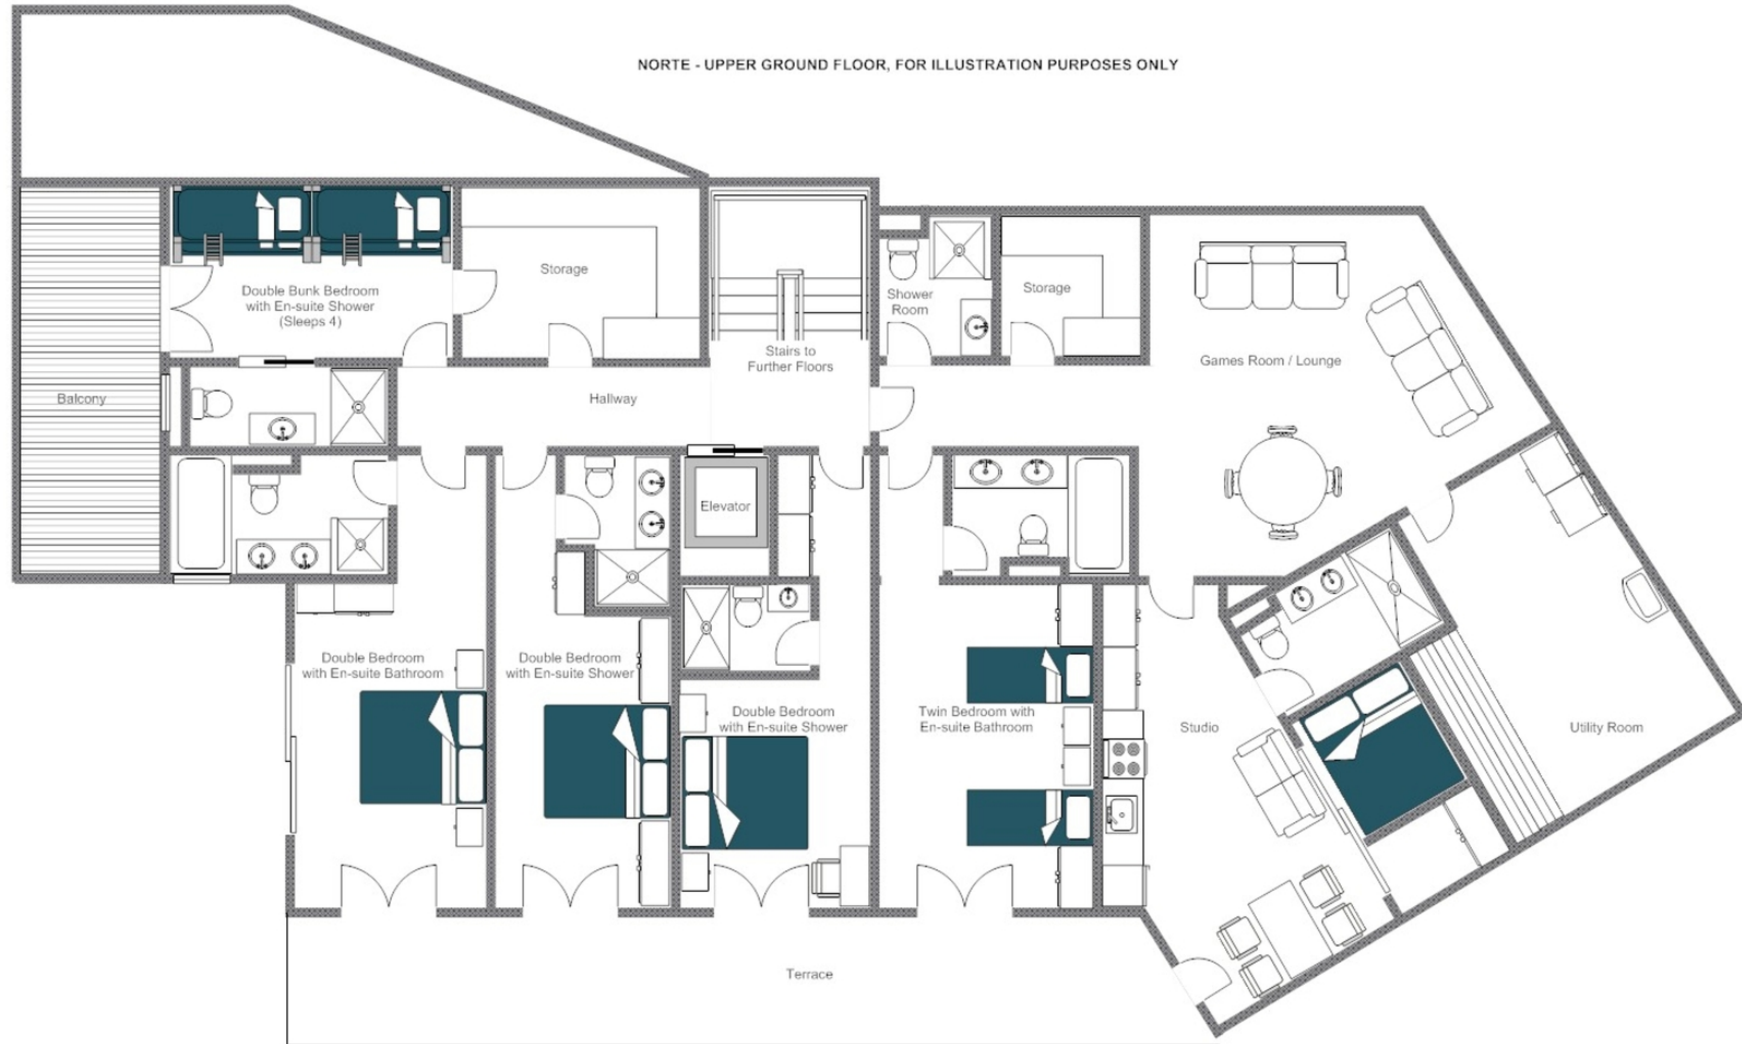 NORTE - UPPER GROUND FLOOR, FOR ILLUSTRATION PURPOSES ONLY
Double Bunk Bedroom
with En-suite Shower
(Sleeps 4)
Storage
Stairs to
Further Floors
Shower
Room
Storage
Games Room / Lounge
Balcony
Hallway
Elevator
Double Bedroom
with En-suite Bathroom
Double Bedroom
with En-suite Shower
Double Bedroom
with En-suite Shower
Twin Bedroom with
En-suite Bathroom
Studio
Utility Room
Terrace